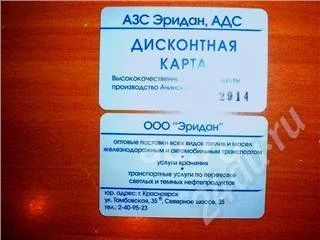 АЗС Эридан, АДС
ДИСКОНТНАЯ
КАРТА
Высококачественные
производства Ачинск
2914
ООО "Эридан"
оптовые поставки всех видов топлив и масел
железнодорожным и автомобильным транспортом
•
услуги хранения
•
транспортные услуги по перевозке
светлых и темных нефтепродуктов
юр. адрес: г.Красноярск
ул. Тамбовская, 35, Северное шоссе, 35
тел.: 2-40-95-23